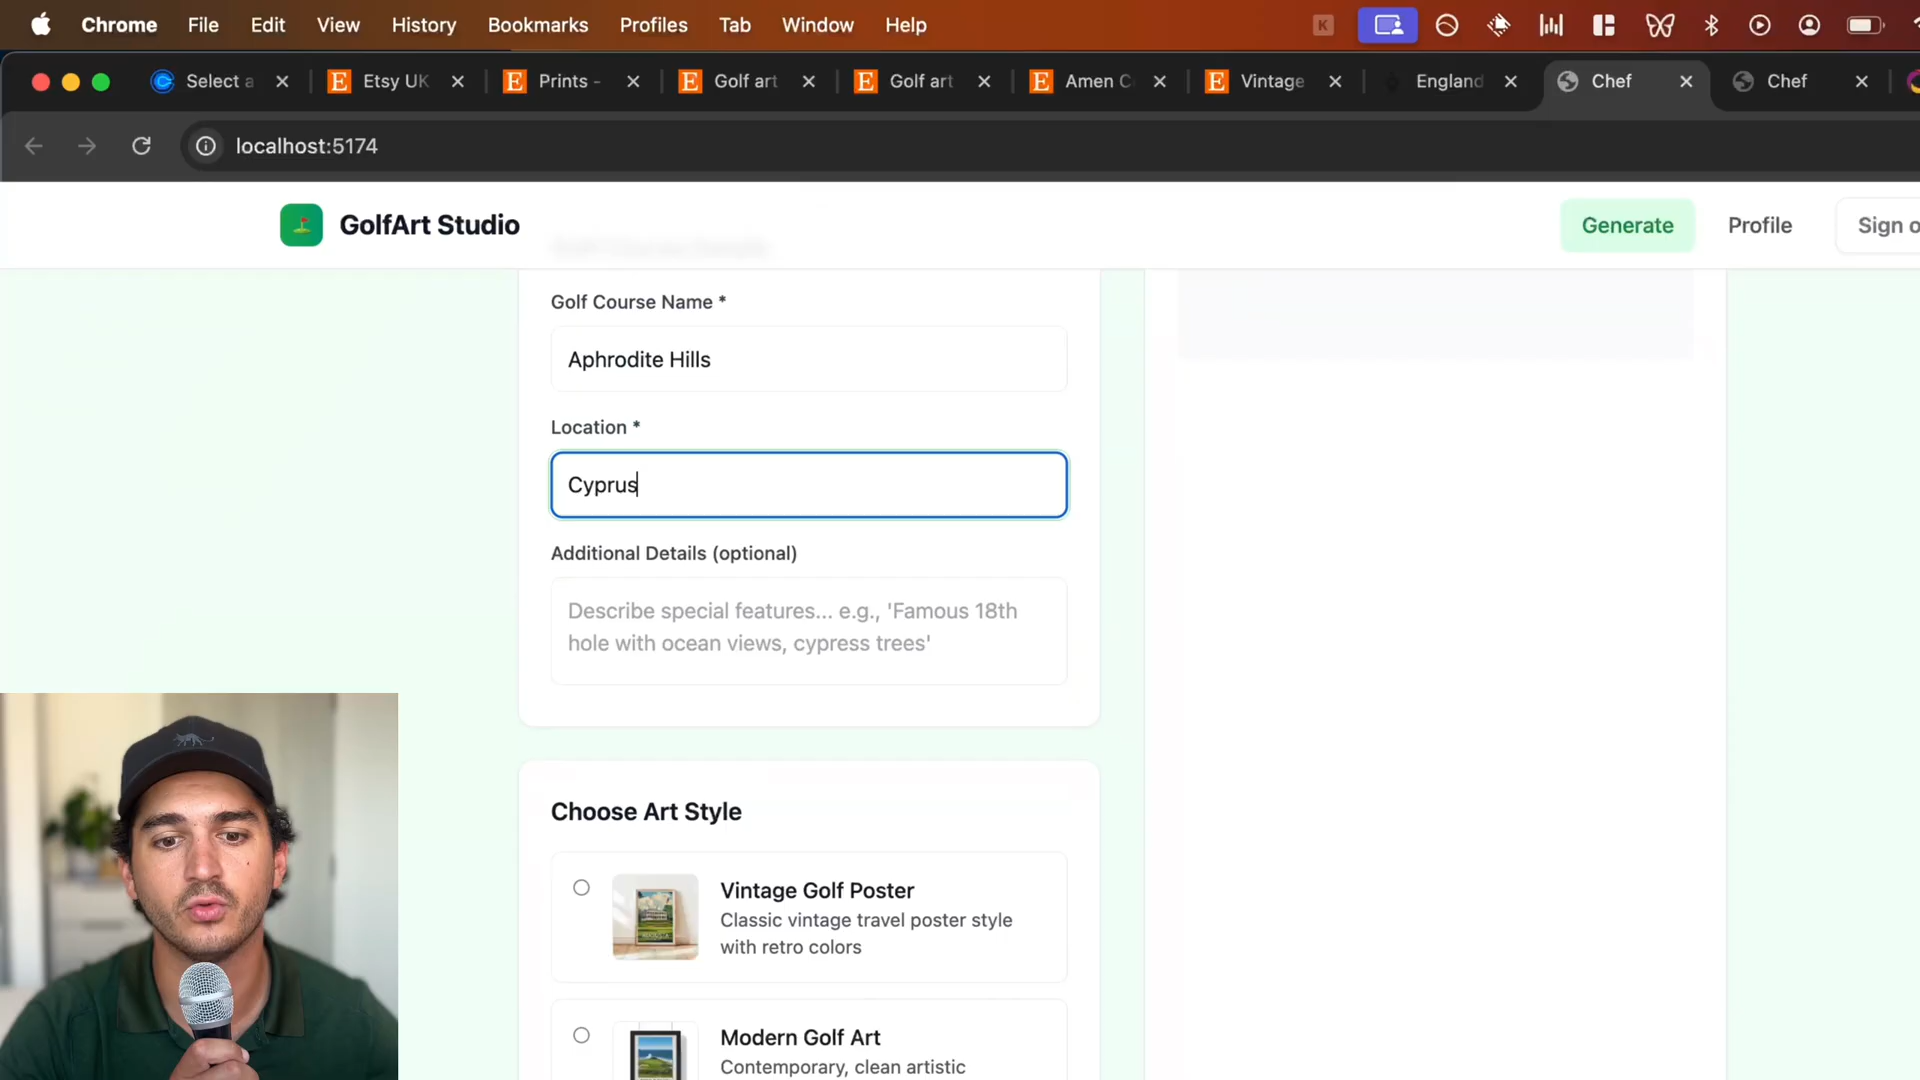 Chrome File Edit View History Bookmarks Profiles Tab Window Help
Select a Etsy UK Prints - Golf art Golf art Amen C Vintage England Chef Chef
localhost:5174
GolfArt Studio Generate Profile Sign o
Golf Course Name *
Aphrodite Hills
Location *
Cyprus
Additional Details (optional)
Describe special features... e.g., 'Famous 18th
hole with ocean views, cypress trees'
Choose Art Style
Vintage Golf Poster
Classic vintage travel poster style
with retro colors
Modern Golf Art
Contemporary, clean artistic